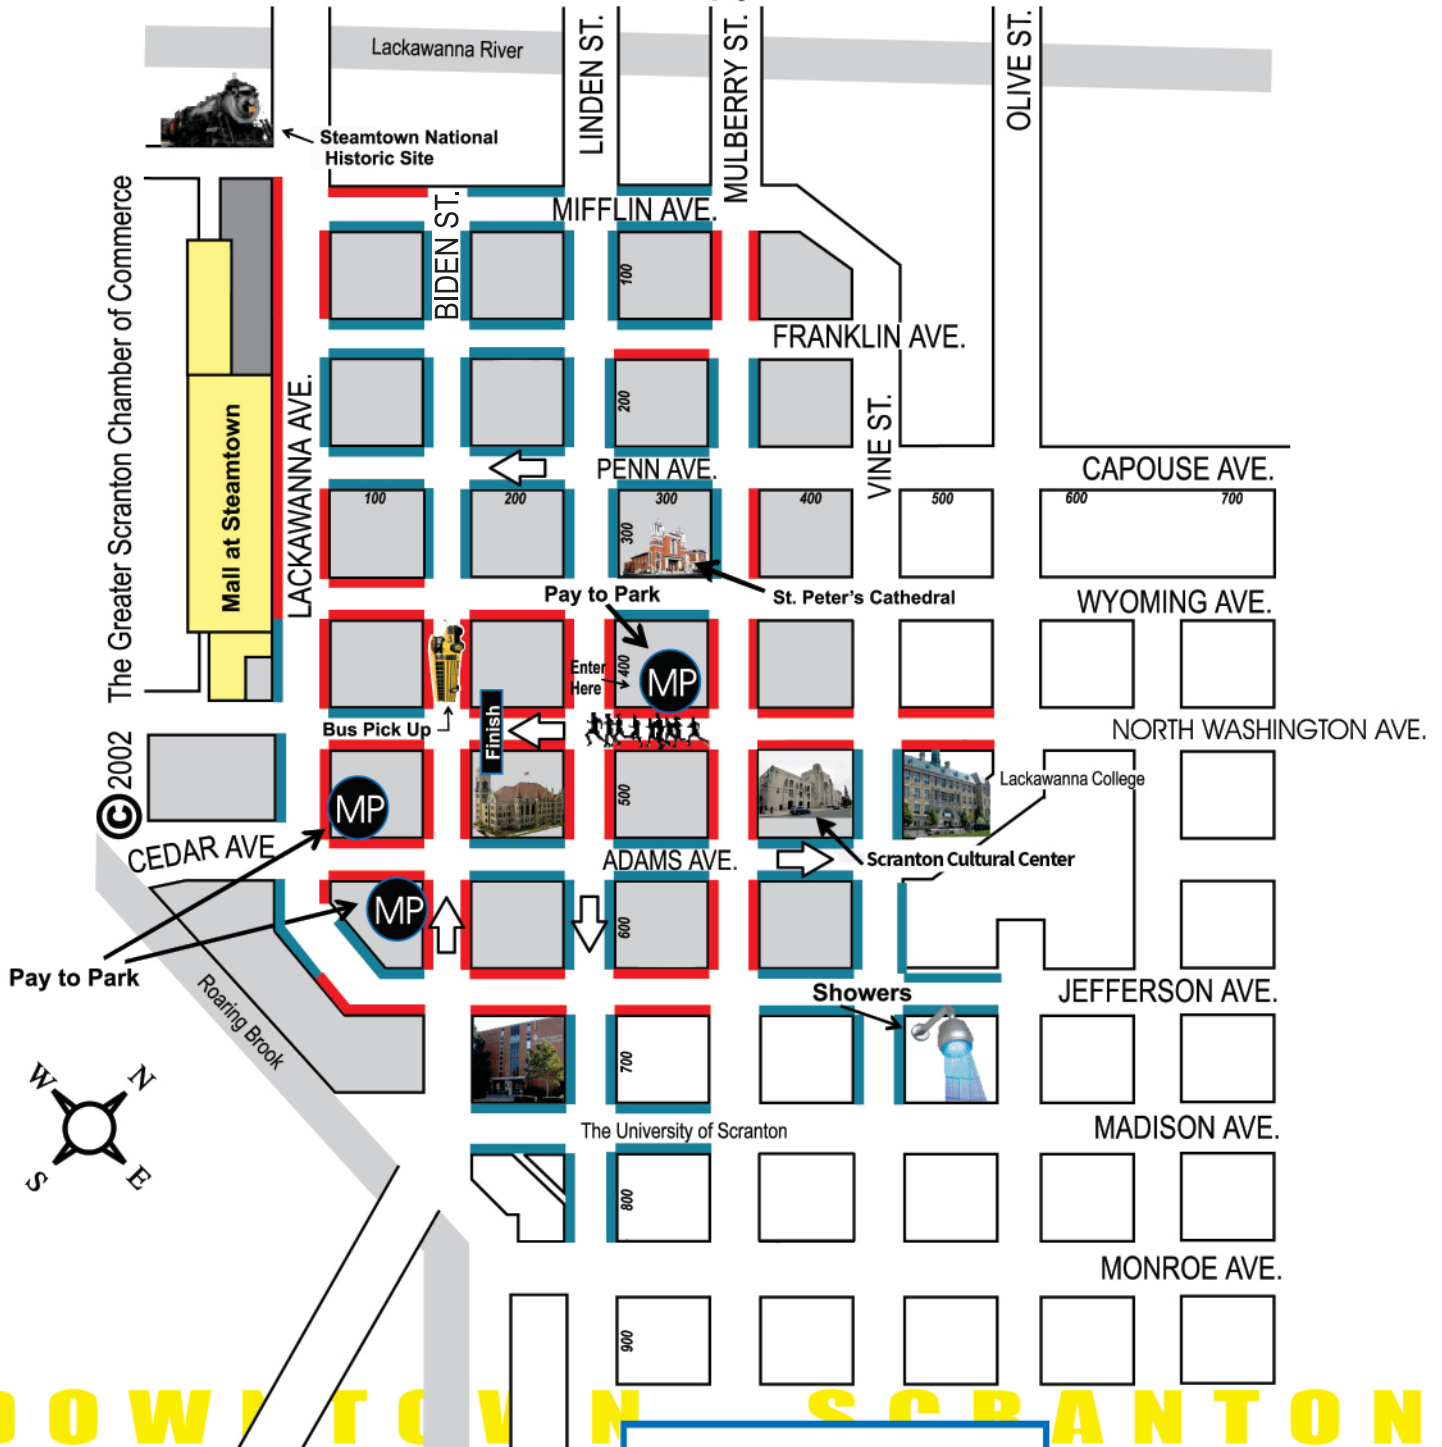 Lackawanna River
LINDEN ST.
MULBERRY ST.
OLIVE ST.
Steamtown National
Historic Site
The Greater Scranton Chamber of Commerce
BIDEN ST.
MIFFLIN AVE.
100
FRANKLIN AVE.
Mall at Steamtown
LACKAWANNA AVE.
200
VINE ST.
PENN AVE.
CAPOUSE AVE.
100
200
300
400
500
600
700
300
Pay to Park
St. Peter's Cathedral
WYOMING AVE.
Enter
Here
400
MP
Bus Pick Up
Finish
NORTH WASHINGTON AVE.
© 2002
MP
500
Lackawanna College
CEDAR AVE
ADAMS AVE.
Scranton Cultural Center
MP
600
Pay to Park
Roaring Brook
Showers
JEFFERSON AVE.
W
N
S
E
700
The University of Scranton
MADISON AVE.
800
MONROE AVE.
900
DOWNTOWN SCRANTON